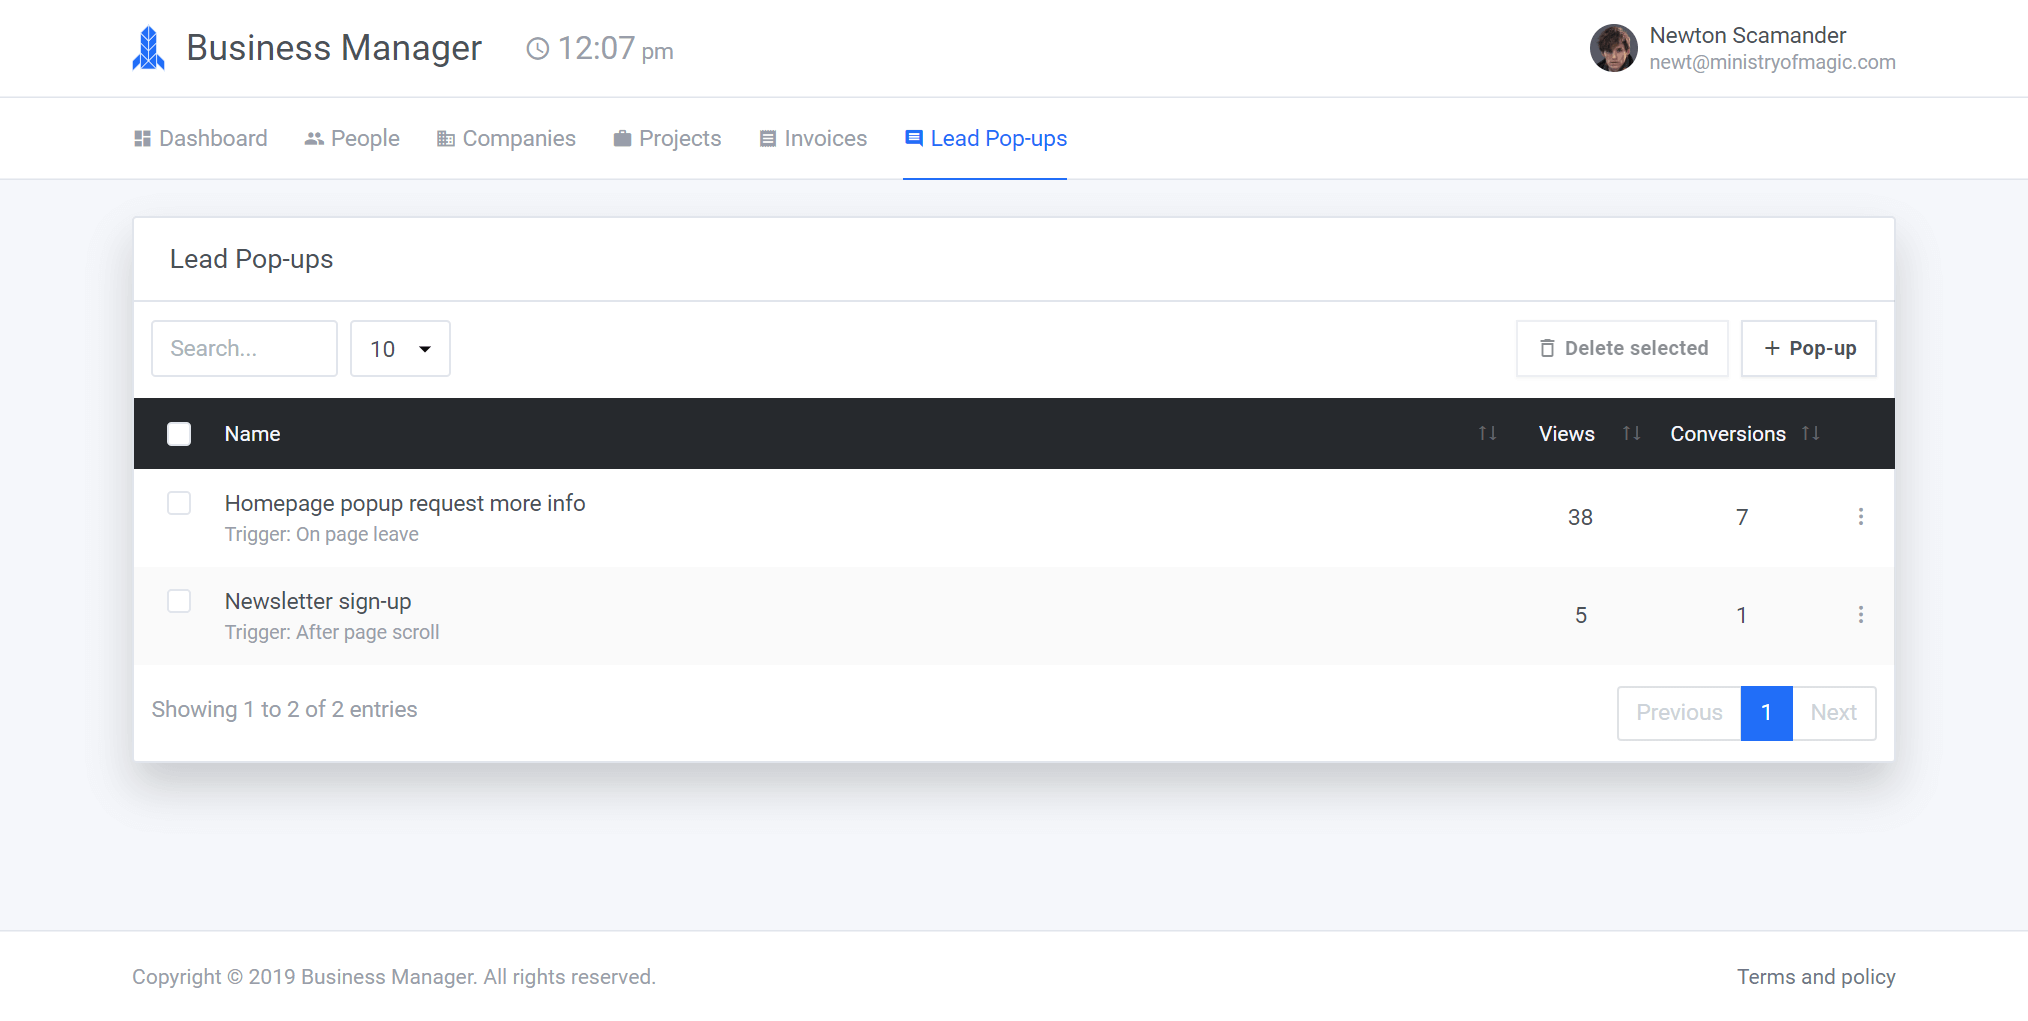 Business Manager
12:07 pm
Newton Scamander
newt@ministryofmagic.com
Dashboard People Companies Projects Invoices Lead Pop-ups
Lead Pop-ups
Search... 10 Delete selected + Pop-up
Name Views Conversions
Homepage popup request more info 38 7
Trigger: On page leave
Newsletter sign-up 5 1
Trigger: After page scroll
Showing 1 to 2 of 2 entries Previous 1 Next
Copyright © 2019 Business Manager. All rights reserved. Terms and policy